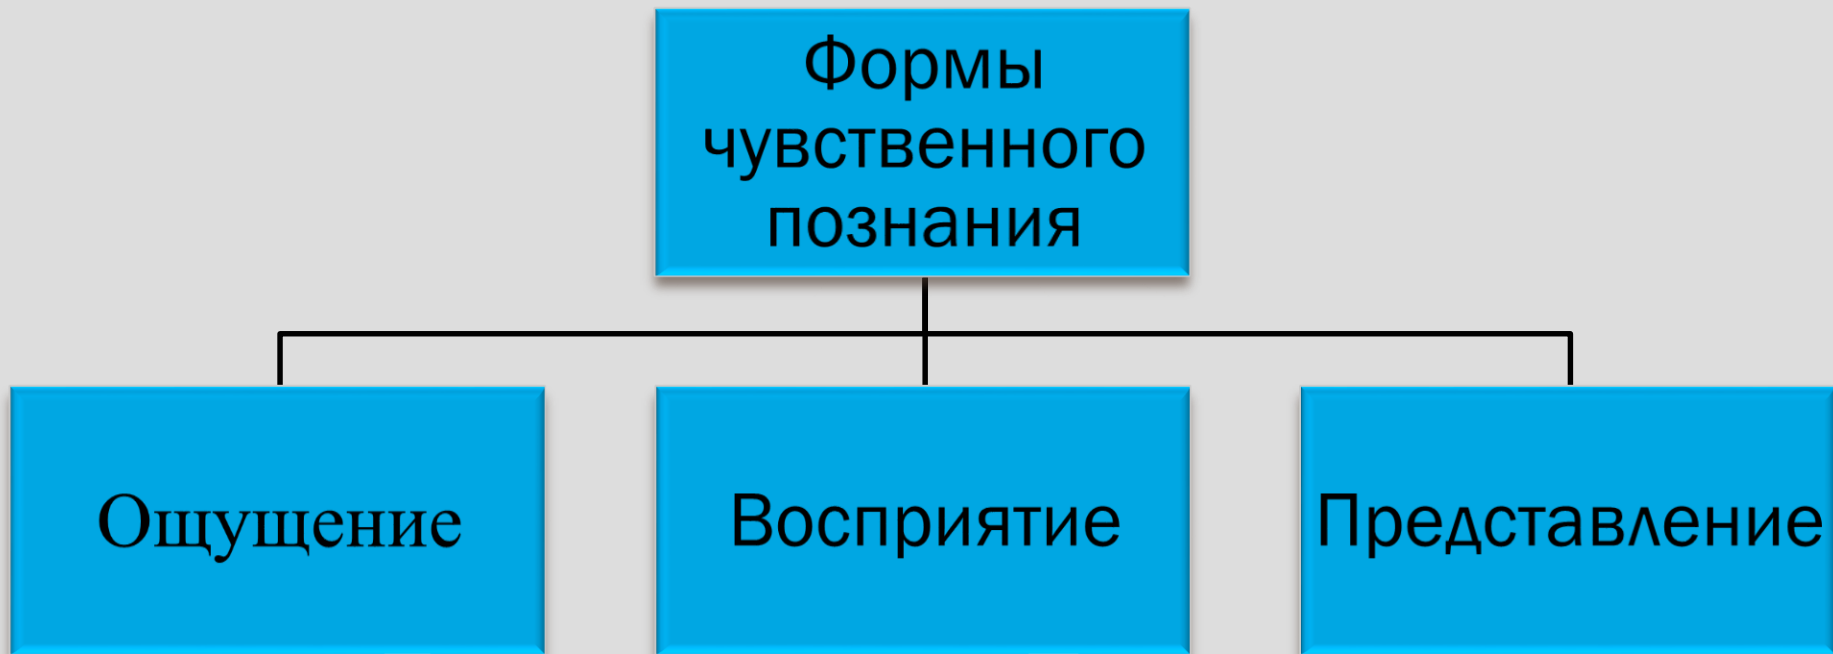 Формы
чувственного
познания
Ощущение
Восприятие
Представление